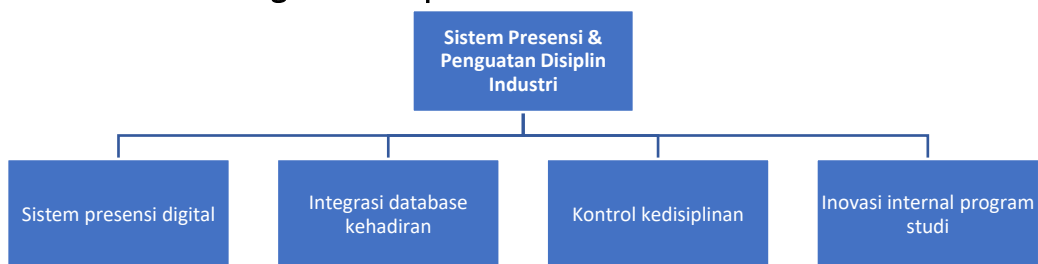 Sistem Presensi &
Penguatan Disiplin
Industri
Sistem presensi digital
Integrasi database
kehadiran
Kontrol kedisiplinan
Inovasi internal program
studi